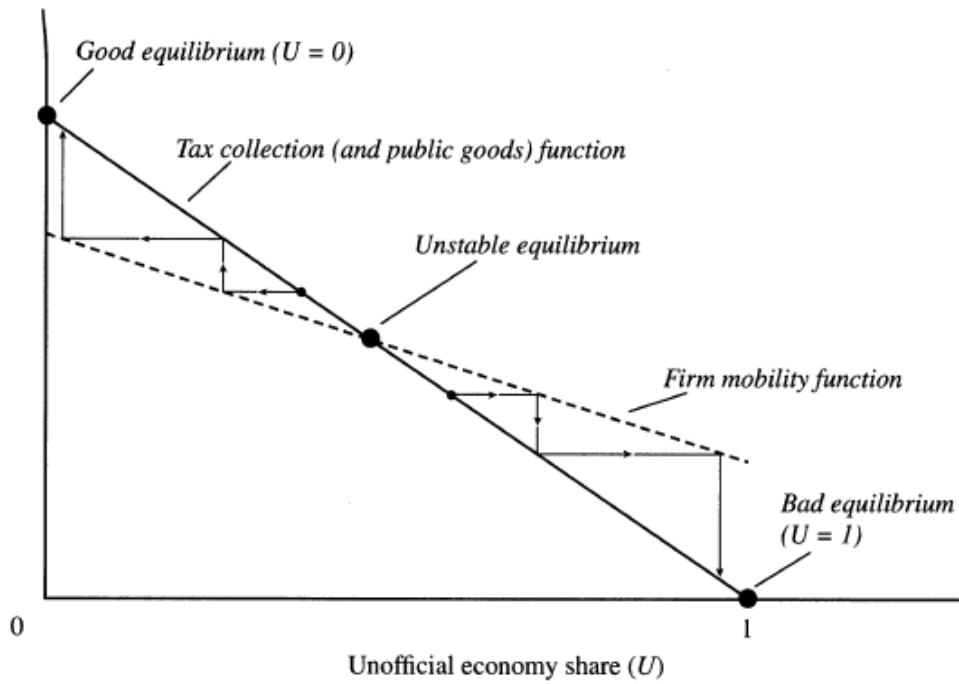 Good equilibrium (U = 0)
Tax collection (and public goods) function
Unstable equilibrium
Firm mobility function
Bad equilibrium
(U = 1)
0
1
Unofficial economy share (U)